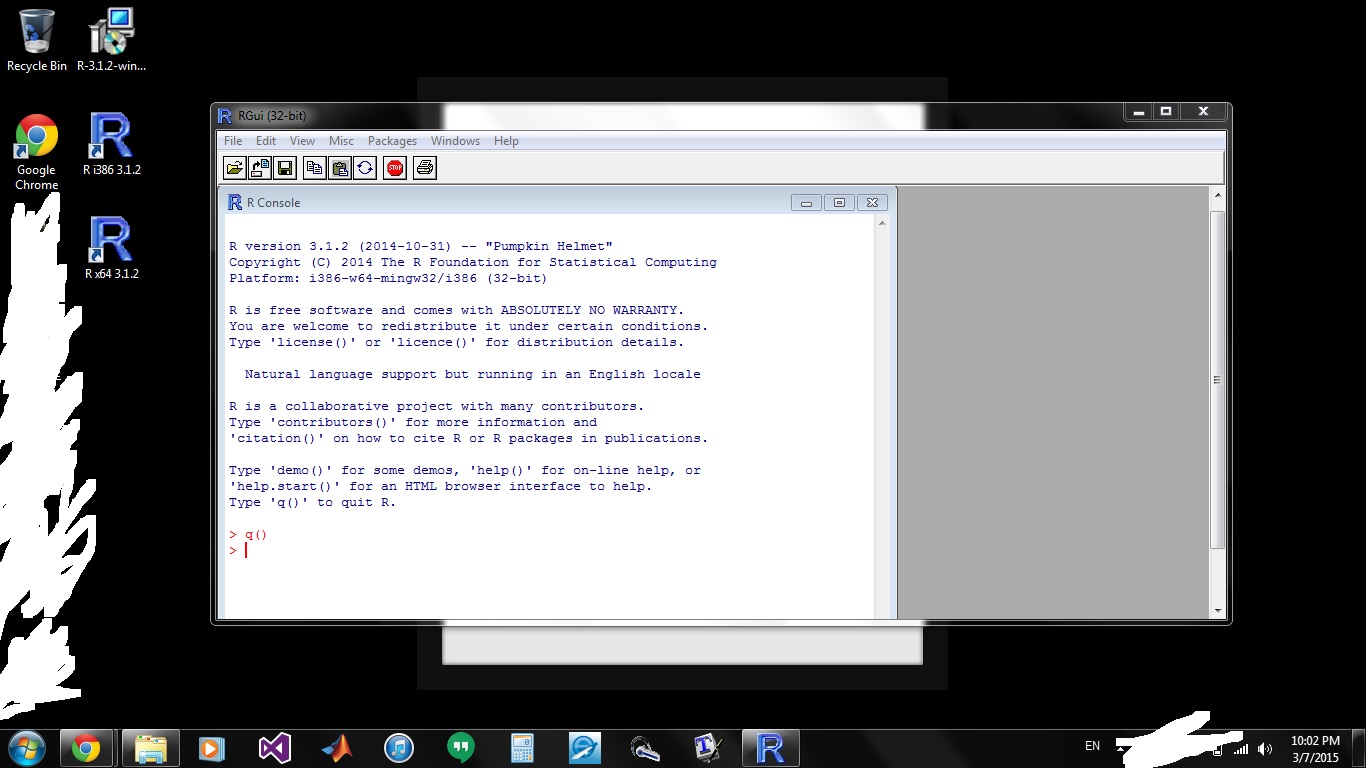 Recycle Bin
R-3.1.2-win...
Google
Chrome
R i386 3.1.2
R x64 3.1.2
RGui (32-bit)
File Edit View Misc Packages Windows Help
STOP
R Console
R version 3.1.2 (2014-10-31) -- "Pumpkin Helmet"
Copyright (C) 2014 The R Foundation for Statistical Computing
Platform: i386-w64-mingw32/i386 (32-bit)
R is free software and comes with ABSOLUTELY NO WARRANTY.
You are welcome to redistribute it under certain conditions.
Type 'license()' or 'licence()' for distribution details.
Natural language support but running in an English locale
R is a collaborative project with many contributors.
Type 'contributors()' for more information and
'citation()' on how to cite R or R packages in publications.
Type 'demo()' for some demos, 'help()' for on-line help, or
'help.start()' for an HTML browser interface to help.
Type 'q()' to quit R.
> q()
>
EN
10:02 PM
3/7/2015